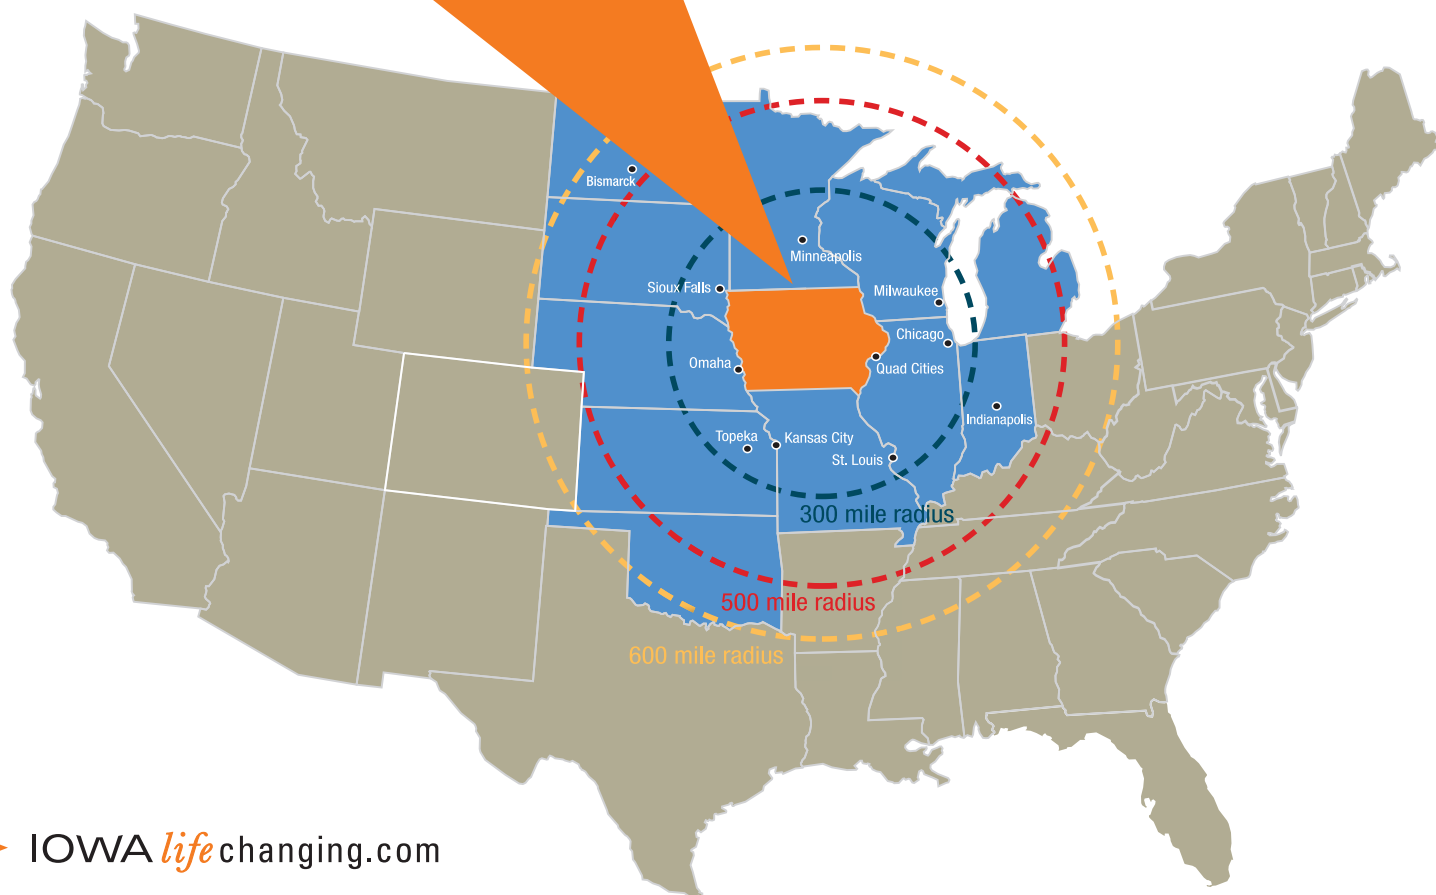 Bismarck
Minneapolis
Sioux Falls
Milwaukee
Chicago
Omaha
Quad Cities
Indianapolis
Topeka
Kansas City
St. Louis
300 mile radius
500 mile radius
600 mile radius
IOWA life changing.com